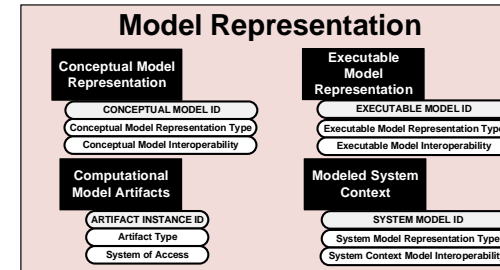 Model Representation
Conceptual Model
Representation
CONCEPTUAL MODEL ID
Conceptual Model Representation Type
Conceptual Model Interoperability
Executable
Model
Representation
EXECUTABLE MODEL ID
Executable Model Representation Type
Executable Model Interoperability
Computational
Model Artifacts
ARTIFACT INSTANCE ID
Artifact Type
System of Access
Modeled System
Context
SYSTEM MODEL ID
System Model Representation Type
System Context Model Interoperability